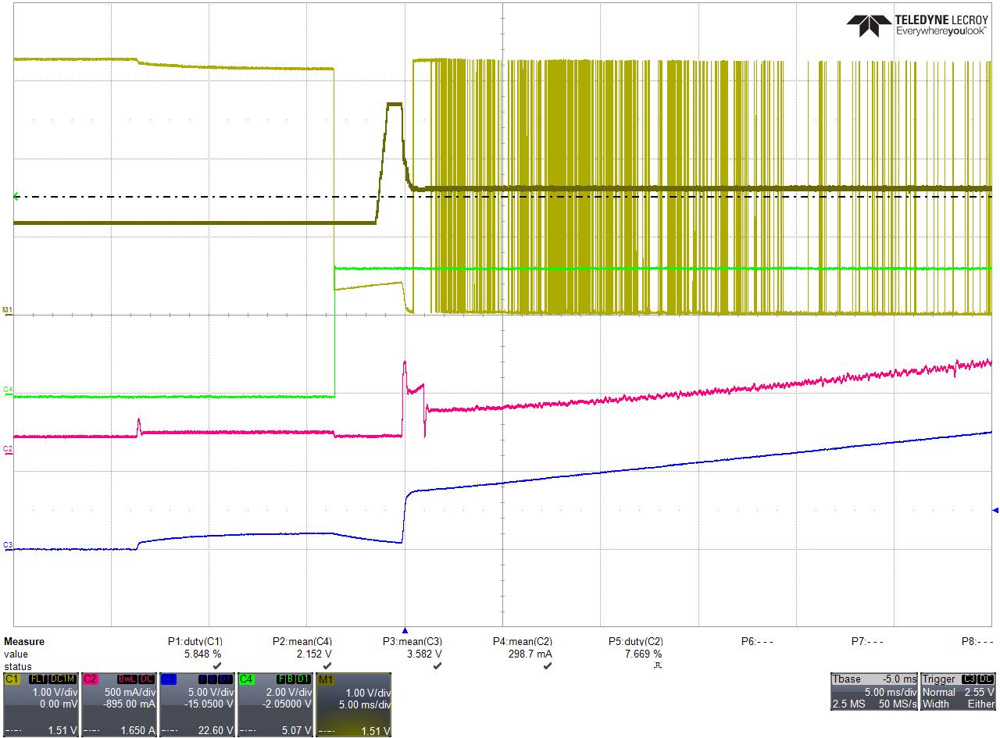 TELEDYNE LECROY
Everywhereyoulook™
M1
C4
C2
C3
Measure P1:duty(C1) P2:mean(C4) P3:mean(C3) P4:mean(C2) P5:duty(C2) P6:- - - P7:- - - P8:- - -
value 5.848 % 2.152 V 3.582 V 298.7 mA 7.669 %
status
C1 FLT DC1M C2 BwL DC C3 C4 F B D1 M1 Tbase -5.0 ms Trigger C3 DC
1.00 V/div 500 mA/div 5.00 V/div 2.00 V/div 1.00 V/div 5.00 ms/div Normal 2.55 V
0.00 mV -895.00 mA -15.0500 V -2.05000 V 5.00 ms/div 2.5 MS 50 MS/s Width Either
1.51 V 1.650 A 22.60 V 5.07 V 1.51 V